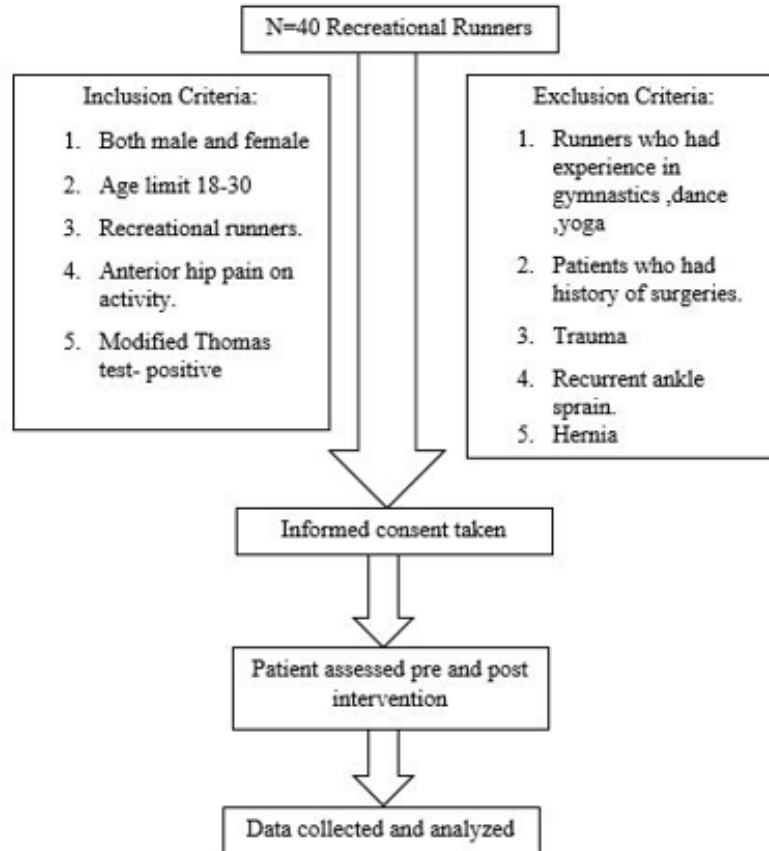 N=40 Recreational Runners
Inclusion Criteria:
1. Both male and female
2. Age limit 18-30
3. Recreational runners.
4. Anterior hip pain on
activity.
5. Modified Thomas
test- positive
Exclusion Criteria:
1. Runners who had
experience in
gymnastics ,dance
,yoga
2. Patients who had
history of surgeries.
3. Trauma
4. Recurrent ankle
sprain.
5. Hernia
Informed consent taken
Patient assessed pre and post
intervention
Data collected and analyzed